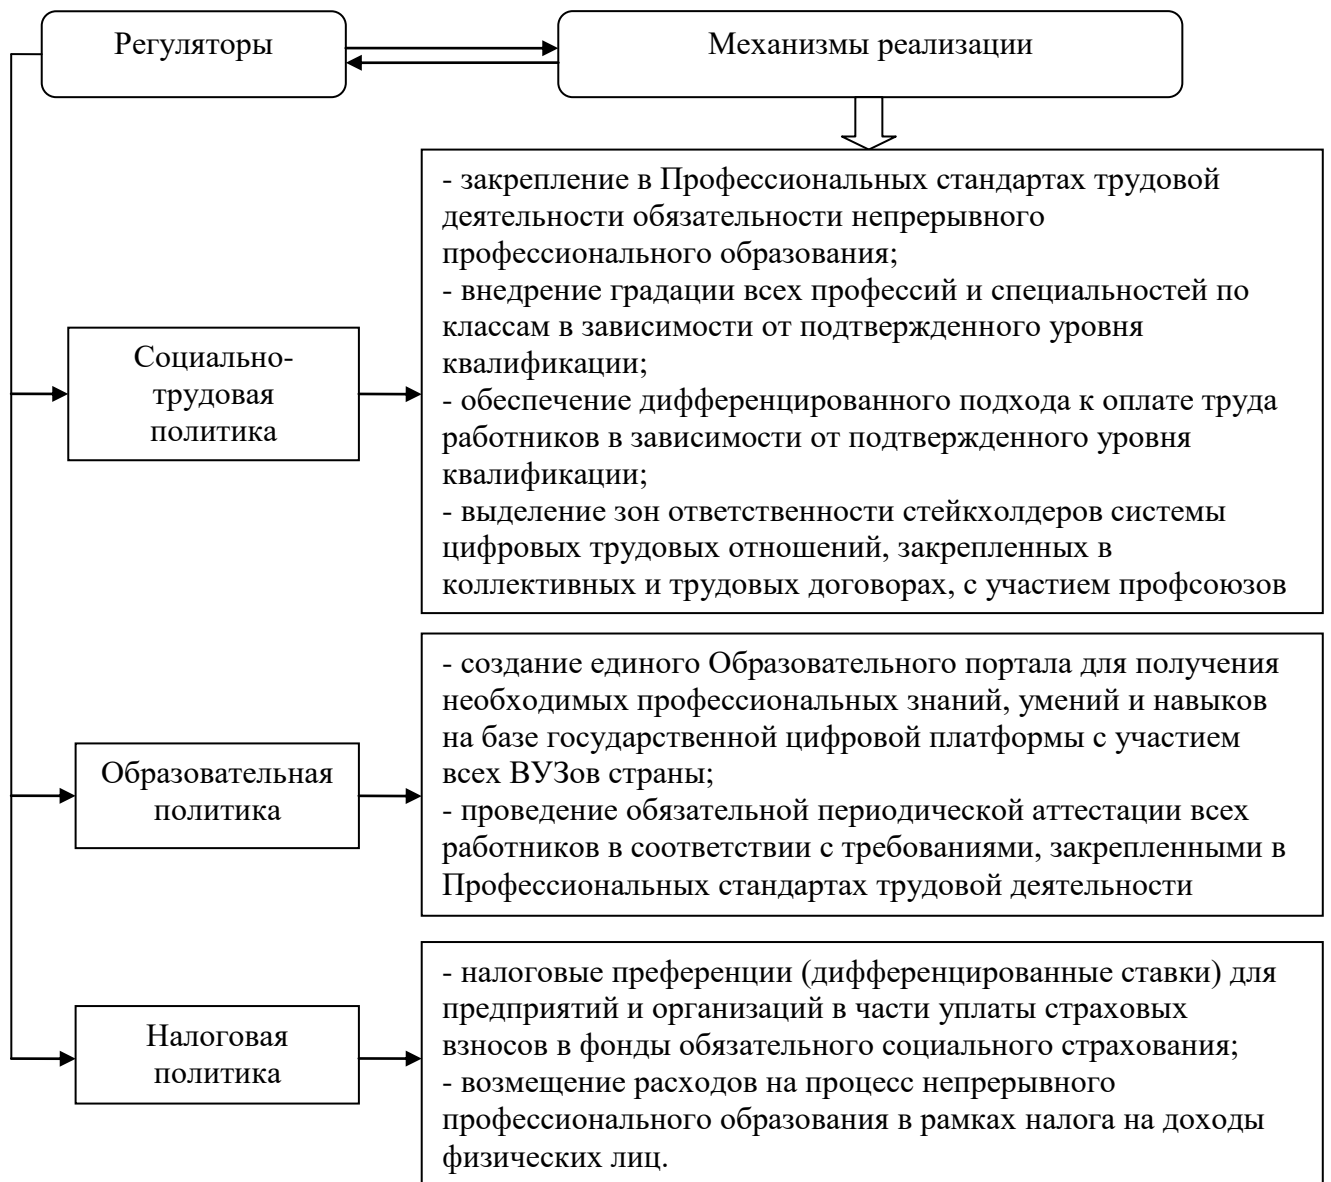 Регуляторы
Механизмы реализации
- закрепление в Профессиональных стандартах трудовой
деятельности обязательности непрерывного
профессионального образования;
- внедрение градации всех профессий и специальностей по
классам в зависимости от подтвержденного уровня
квалификации;
- обеспечение дифференцированного подхода к оплате труда
работников в зависимости от подтвержденного уровня
квалификации;
- выделение зон ответственности стейкхолдеров системы
цифровых трудовых отношений, закрепленных в
коллективных и трудовых договорах, с участием профсоюзов
Социально-
трудовая
политика
- создание единого Образовательного портала для получения
необходимых профессиональных знаний, умений и навыков
на базе государственной цифровой платформы с участием
всех ВУЗов страны;
- проведение обязательной периодической аттестации всех
работников в соответствии с требованиями, закрепленными в
Профессиональных стандартах трудовой деятельности
Образовательная
политика
- налоговые преференции (дифференцированные ставки) для
предприятий и организаций в части уплаты страховых
взносов в фонды обязательного социального страхования;
- возмещение расходов на процесс непрерывного
профессионального образования в рамках налога на доходы
физических лиц.
Налоговая
политика